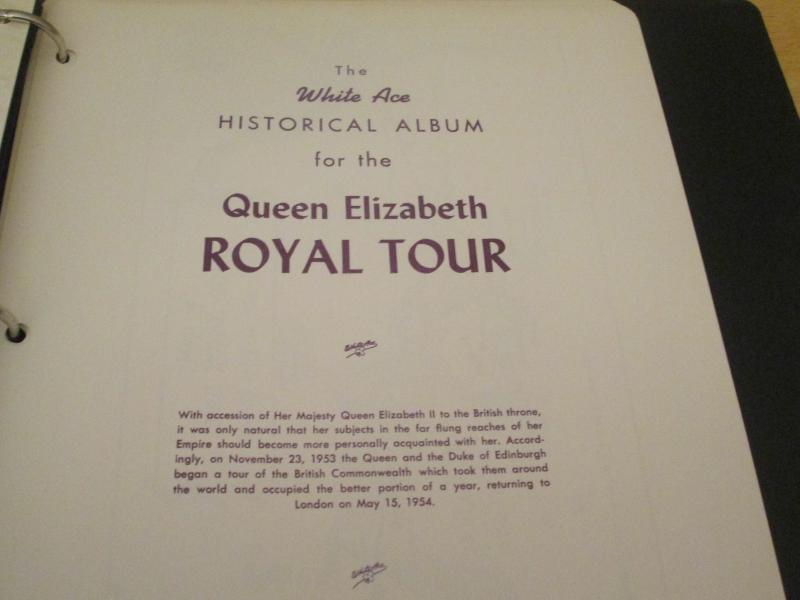 The
White Ace
HISTORICAL ALBUM
for the
Queen Elizabeth
ROYAL TOUR
With accession of Her Majesty Queen Elizabeth II to the British throne,
it was only natural that her subjects in the far flung reaches of her
Empire should become more personally acquainted with her. Accord-
ingly, on November 23, 1953 the Queen and the Duke of Edinburgh
began a tour of the British Commonwealth which took them around
the world and occupied the better portion of a year, returning to
London on May 15, 1954.